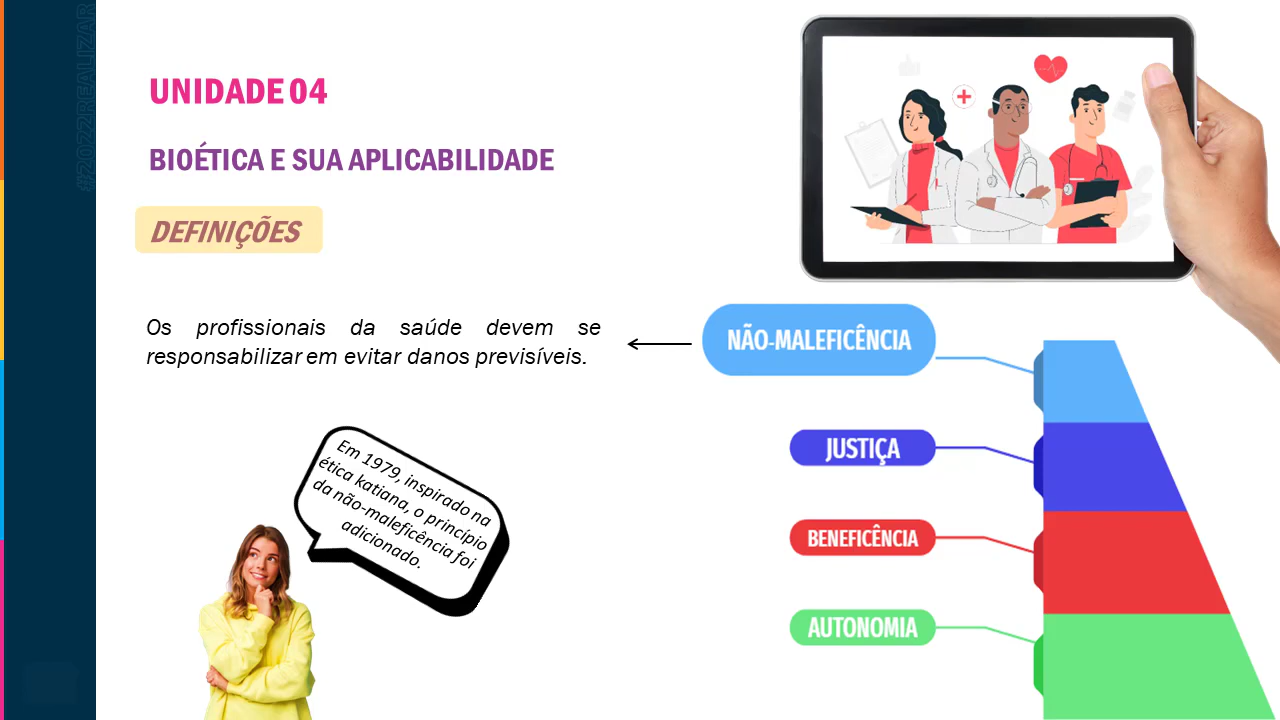 #2022REALIZAR
UNIDADE 04
BIOÉTICA E SUA APLICABILIDADE
DEFINIÇÕES
Os profissionais da saúde devem se
responsabilizar em evitar danos previsíveis.
NÃO-MALEFICÊNCIA
JUSTIÇA
BENEFICÊNCIA
AUTONOMIA
Em 1979, inspirado na
ética katiana, o princípio
da não-maleficência foi
adicionado.